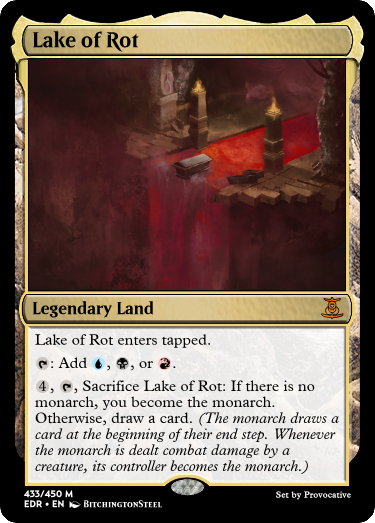 Lake of Rot
Legendary Land
Lake of Rot enters tapped.
: Add , , or .
4, , Sacrifice Lake of Rot: If there is no
monarch, you become the monarch.
Otherwise, draw a card. (The monarch draws a
card at the beginning of their end step. Whenever
the monarch is dealt combat damage by a
creature, its controller becomes the monarch.)
433/450 M
EDR • EN BitchingtonSteel
Set by Provocative